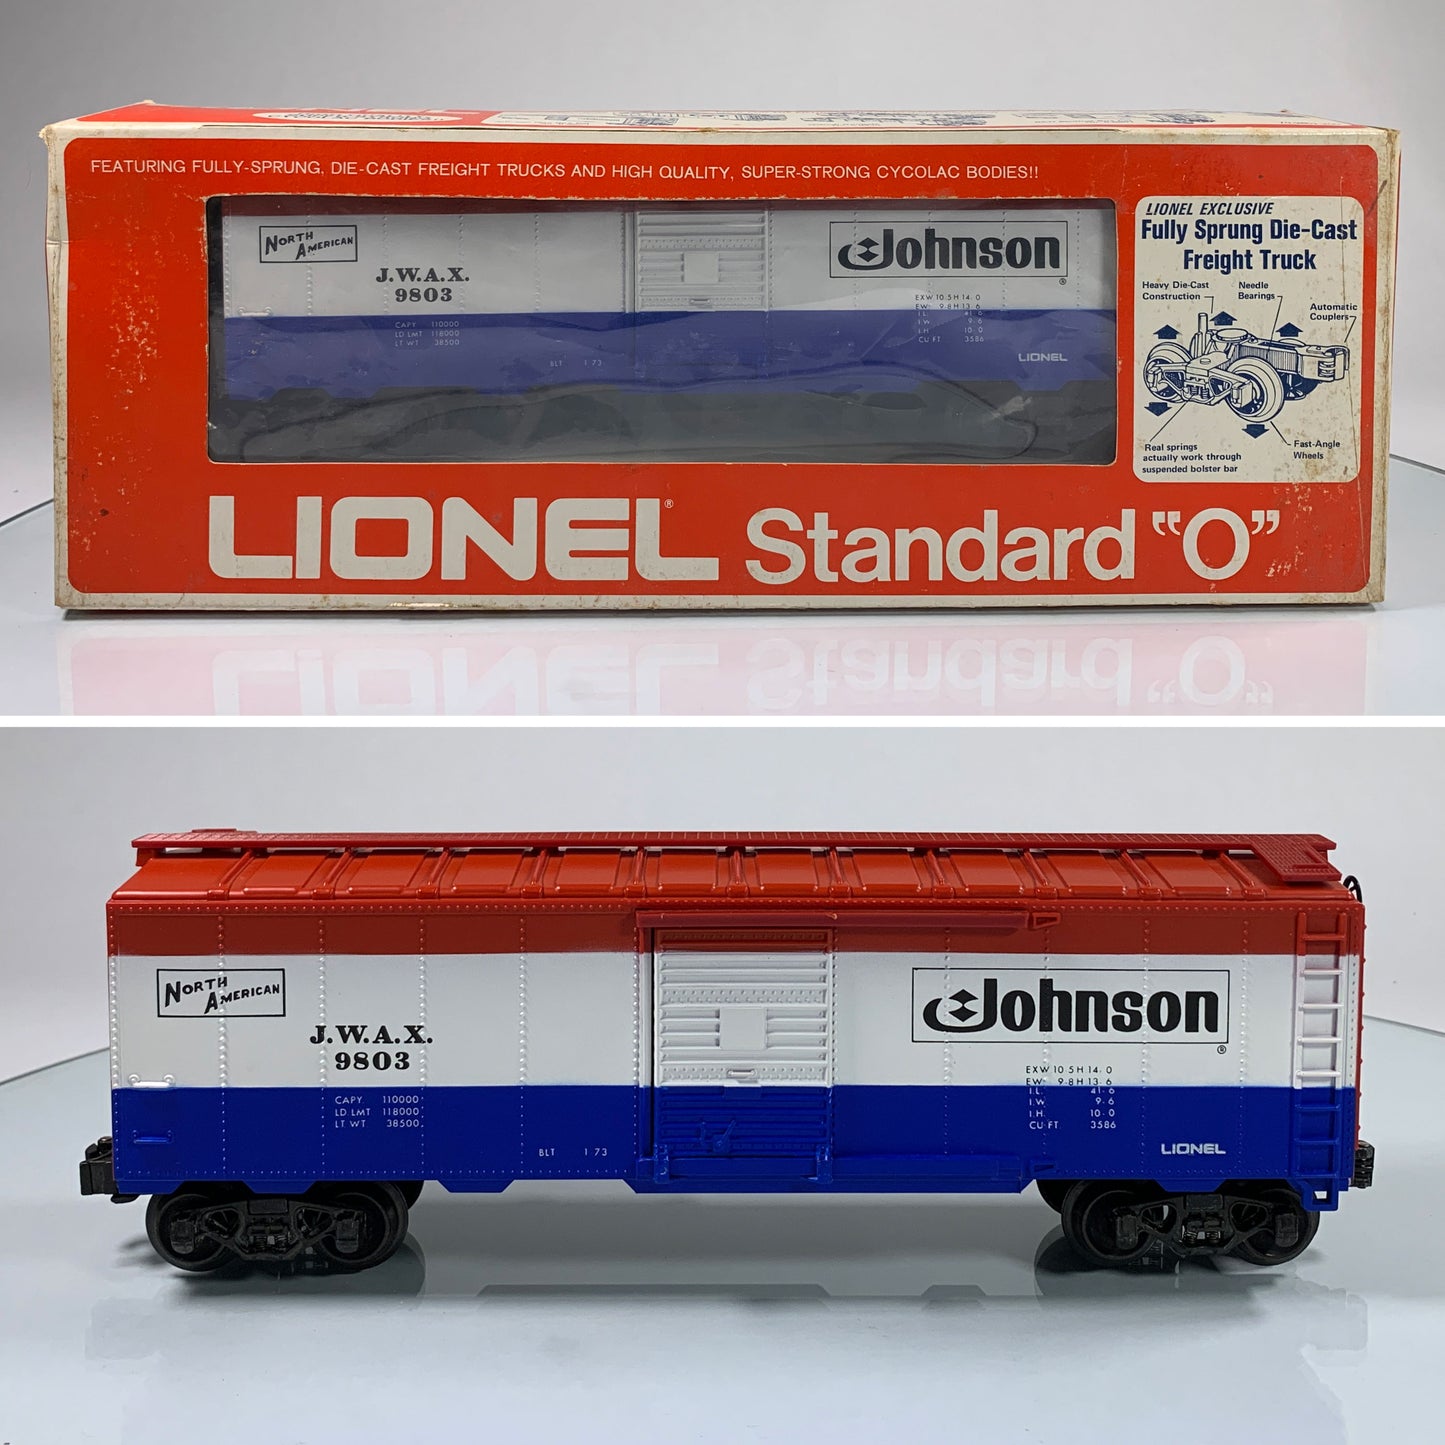 FEATURING FULLY-SPRUNG, DIE-CAST FREIGHT TRUCKS AND HIGH QUALITY, SUPER-STRONG CYCOLAC BODIES!!
NORTH AMERICAN
J.W.A.X.
9803
CAPY 110000
LD LMT 118000
LT WT 38500
BLT 1 73
Johnson
®
EXW 10 5 H 14 0
EW 9-8 H 13 6
I L 41 6
I.W. 9 6
I.H. 10 0
CU FT 3586
LIONEL
LIONEL EXCLUSIVE
Fully Sprung Die-Cast
Freight Truck
Heavy Die-Cast
Construction
Needle
Bearings
Automatic
Couplers
Real springs
actually work through
suspended bolster bar
Fast-Angle
Wheels
LIONEL® Standard "O"
NORTH AMERICAN
J.W.A.X.
9803
CAPY 110000
LD LMT 118000
LT WT 38500
BLT 1 73
Johnson
®
EXW 10 5 H 14 0
EW 9-8 H 13 6
I.L. 41 6
I.W. 9 6
I.H. 10 0
CU FT 3586
LIONEL